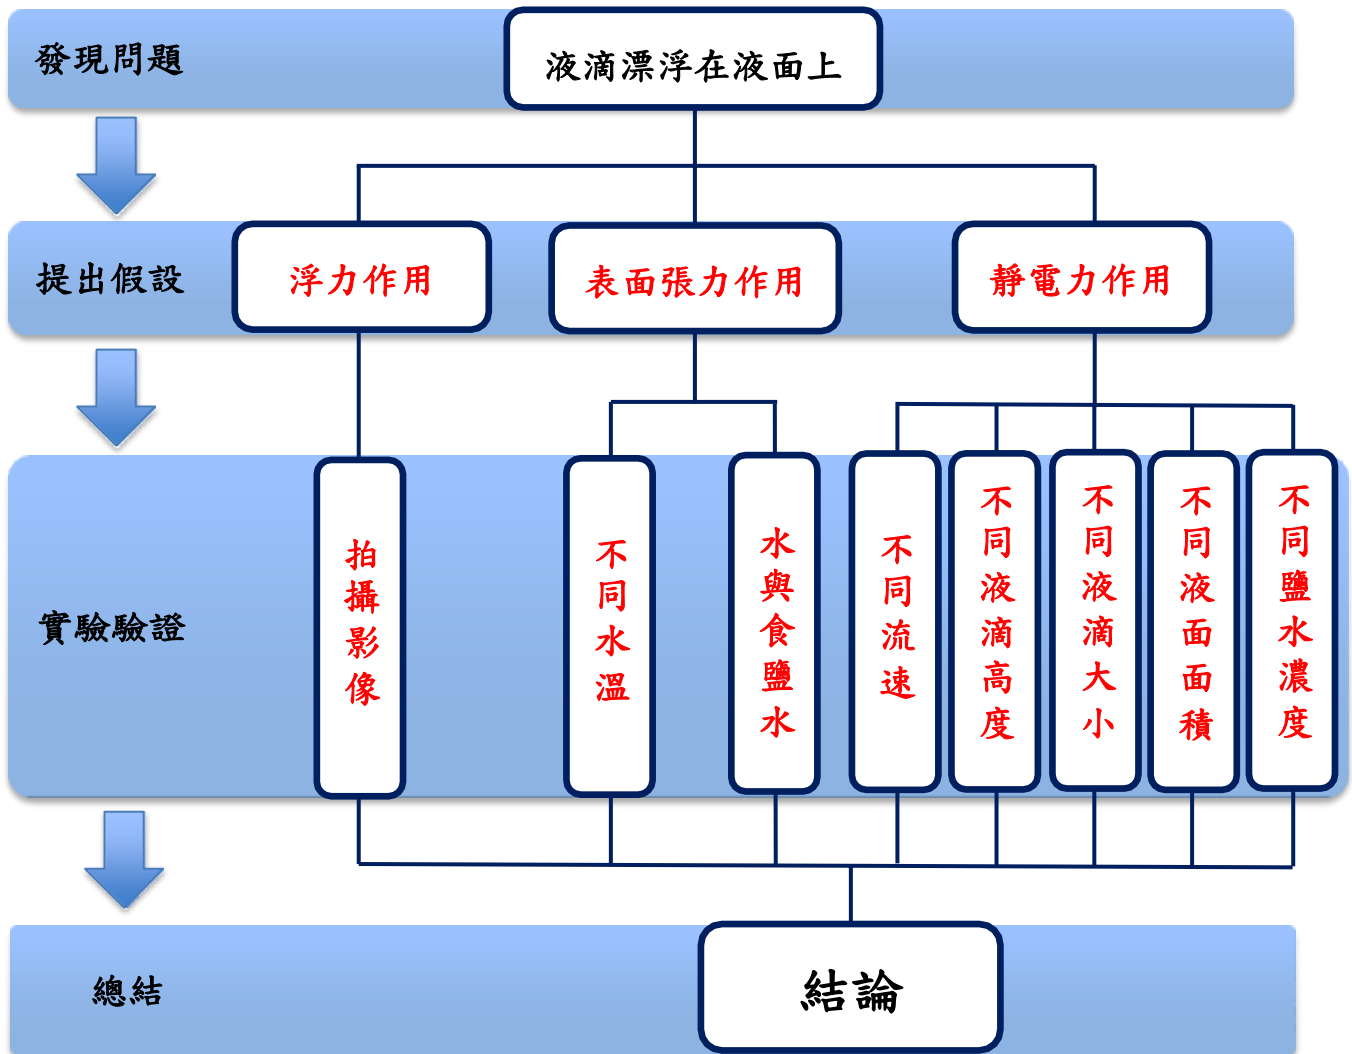 發現問題
液滴漂浮在液面上
提出假設
浮力作用
表面張力作用
靜電力作用
實驗驗證
拍攝影像
不同水溫
水與食鹽水
不同流速
不同液滴高度
不同液滴大小
不同液面面積
不同鹽水濃度
總結
結論